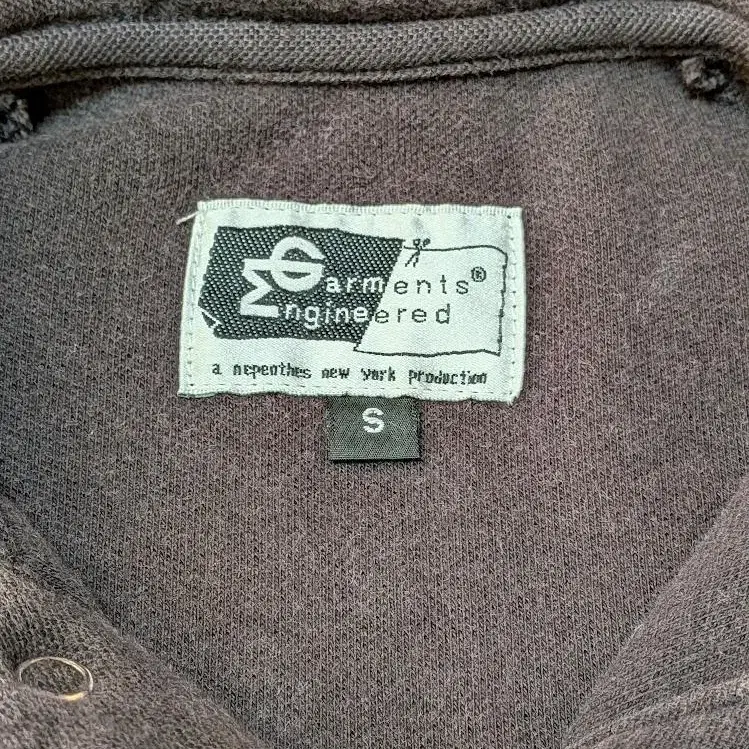 Garments®
Engineered
a nepenthes new york production
S